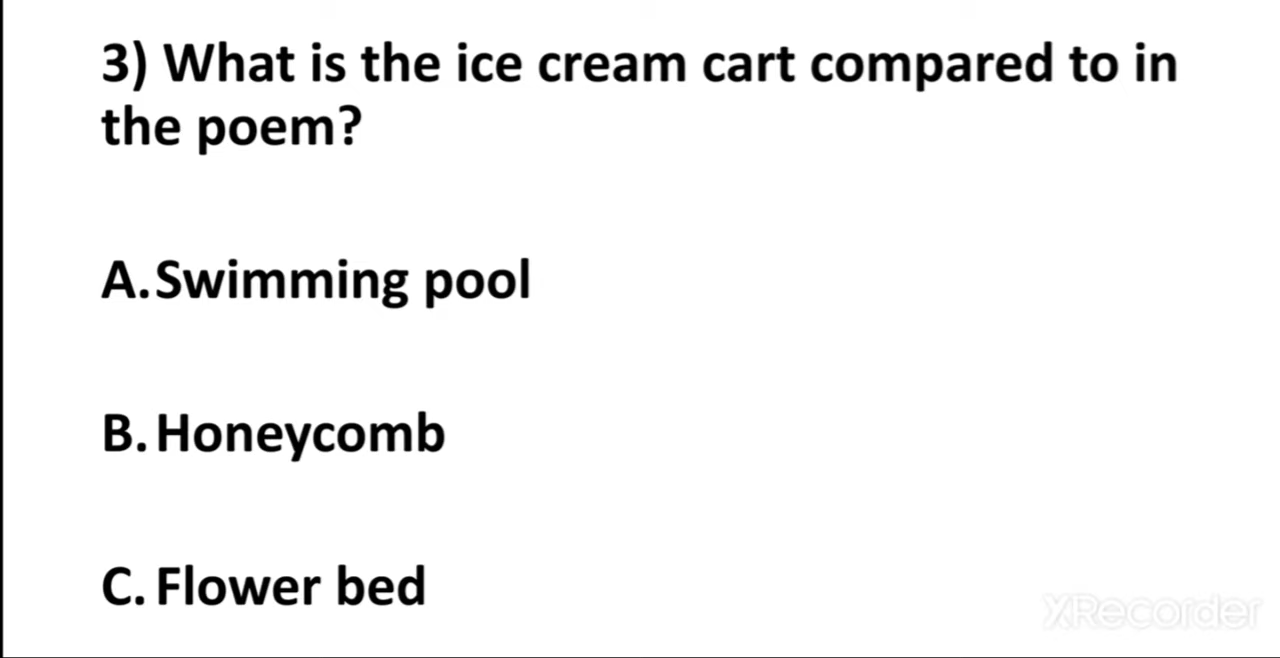 3) What is the ice cream cart compared to in
the poem?
A. Swimming pool
B. Honeycomb
C. Flower bed
XRecorder